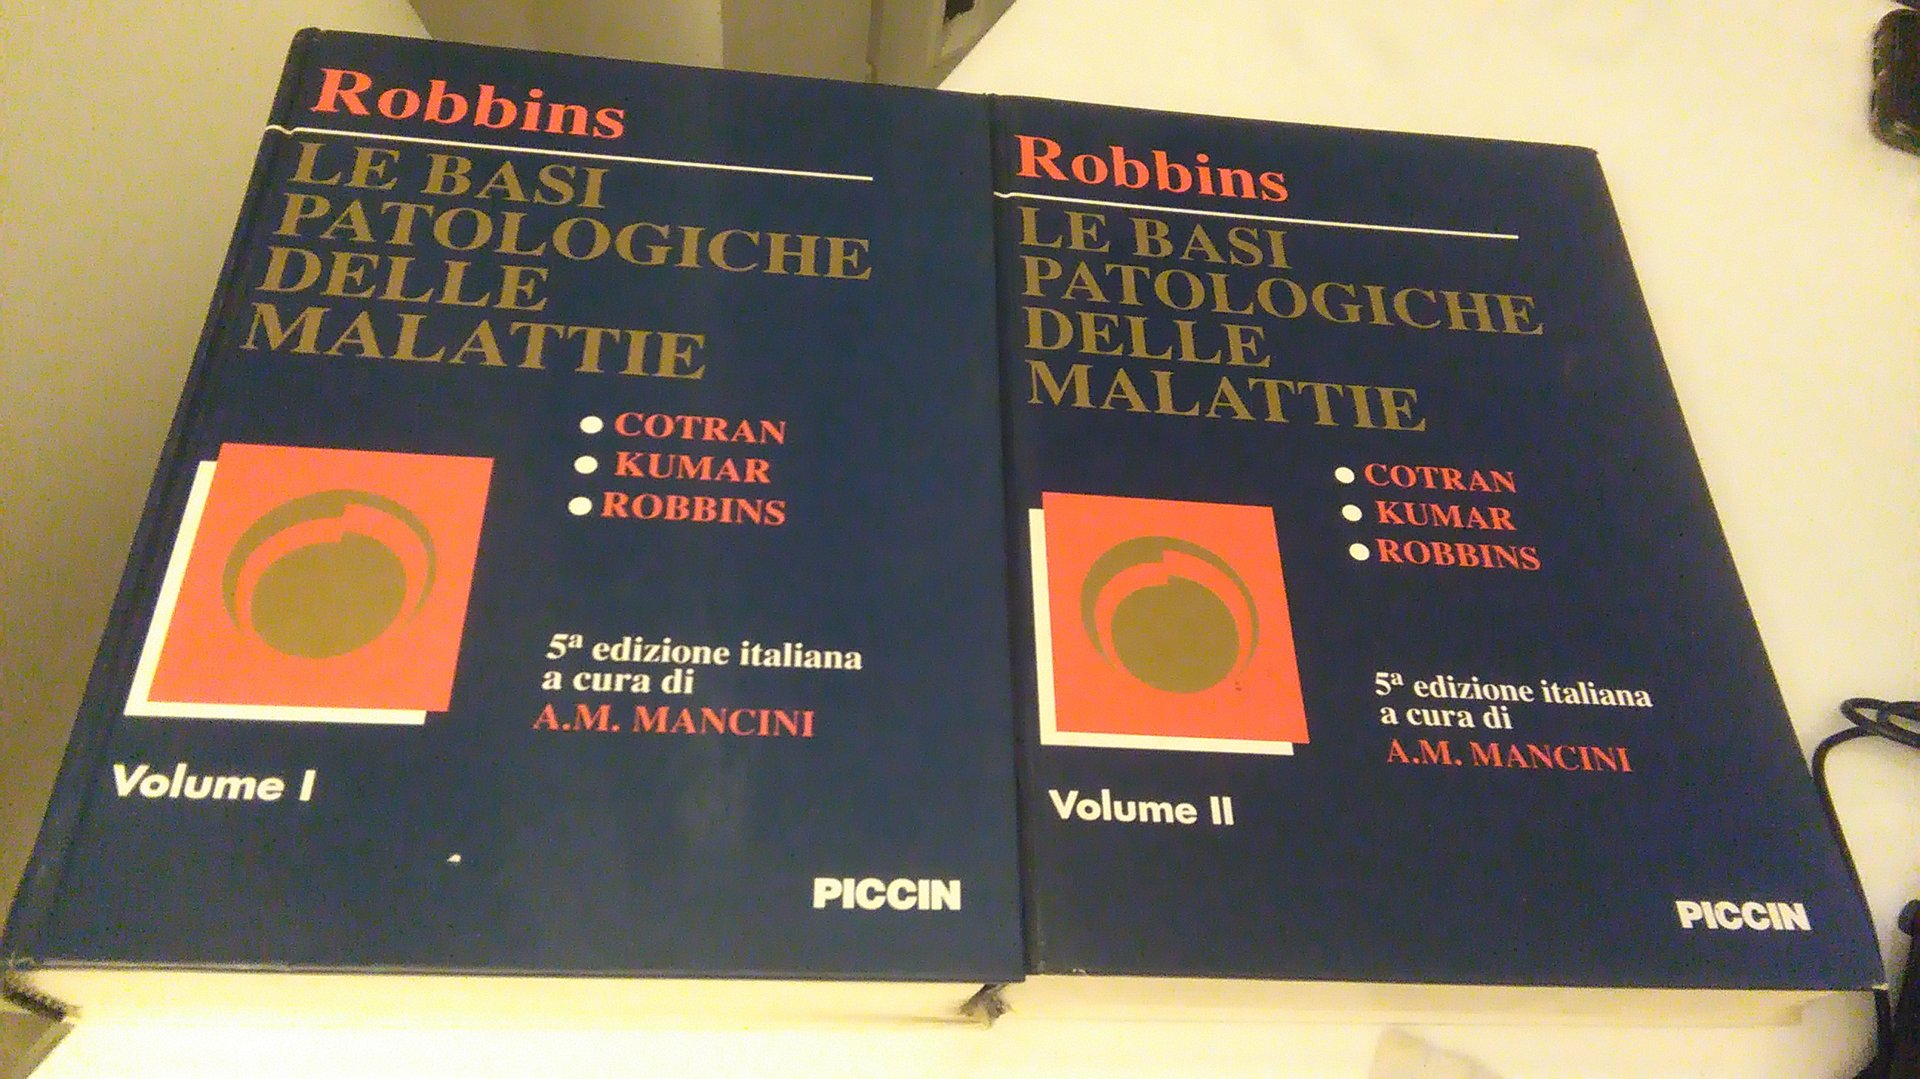 Robbins
LE BASI
PATOLOGICHE
DELLE
MALATTIE
COTRAN
KUMAR
ROBBINS
5ª edizione italiana
a cura di
A.M. MANCINI
Volume I
PICCIN
Robbins
LE BASI
PATOLOGICHE
DELLE
MALATTIE
COTRAN
KUMAR
ROBBINS
5ª edizione italiana
a cura di
A.M. MANCINI
Volume II
PICCIN